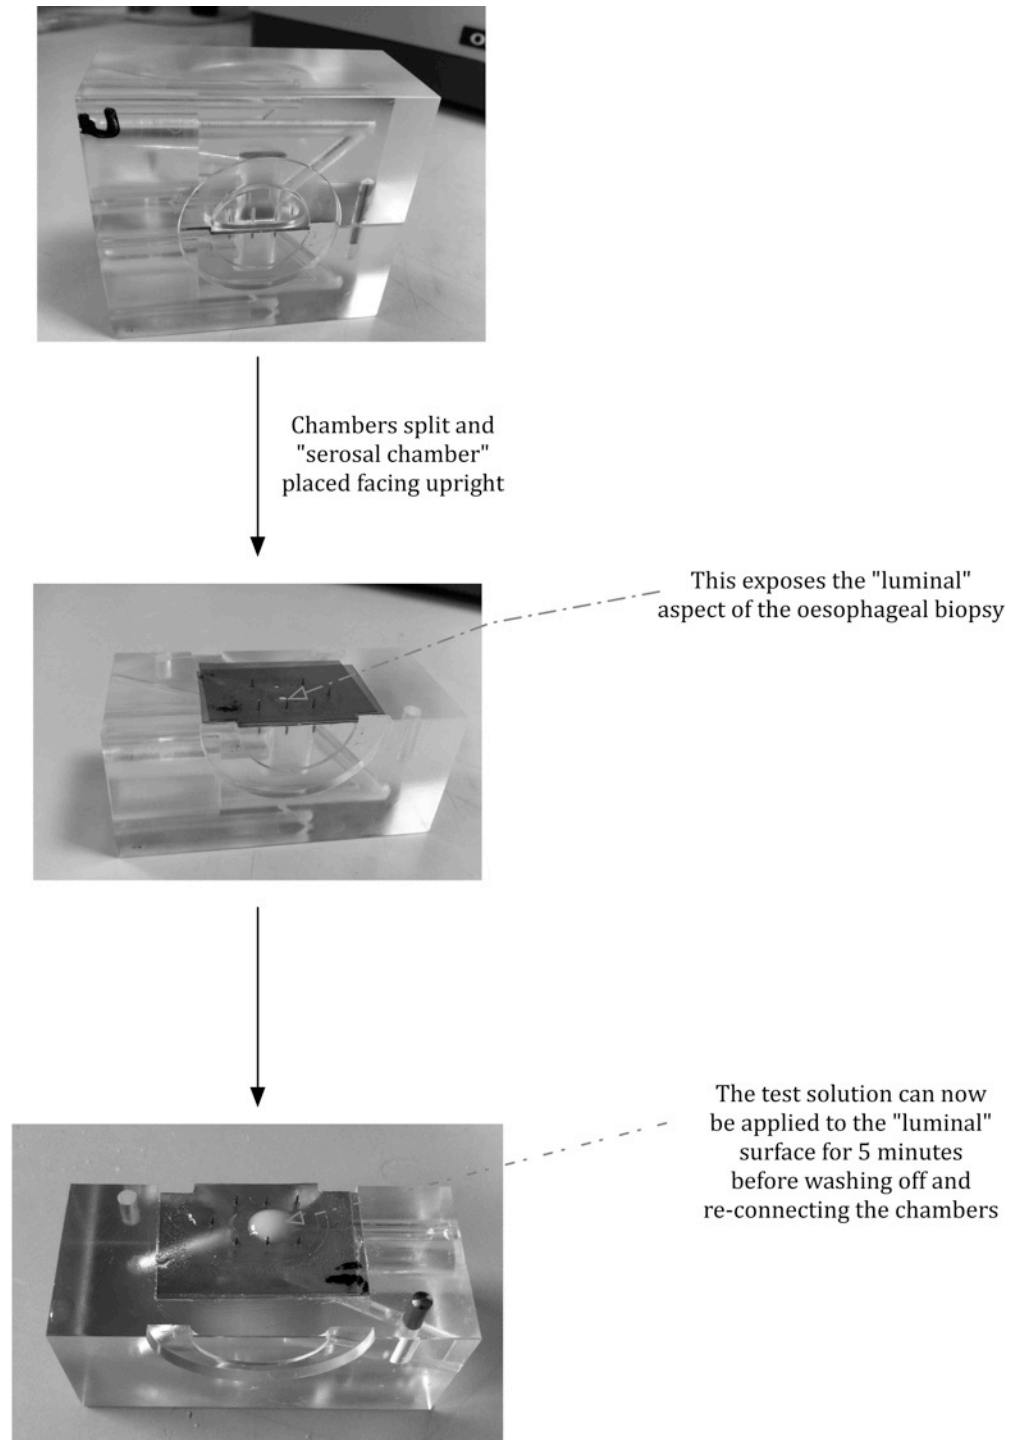 Chambers split and
"serosal chamber"
placed facing upright
This exposes the "luminal"
aspect of the oesophageal biopsy
The test solution can now
be applied to the "luminal"
surface for 5 minutes
before washing off and
re-connecting the chambers